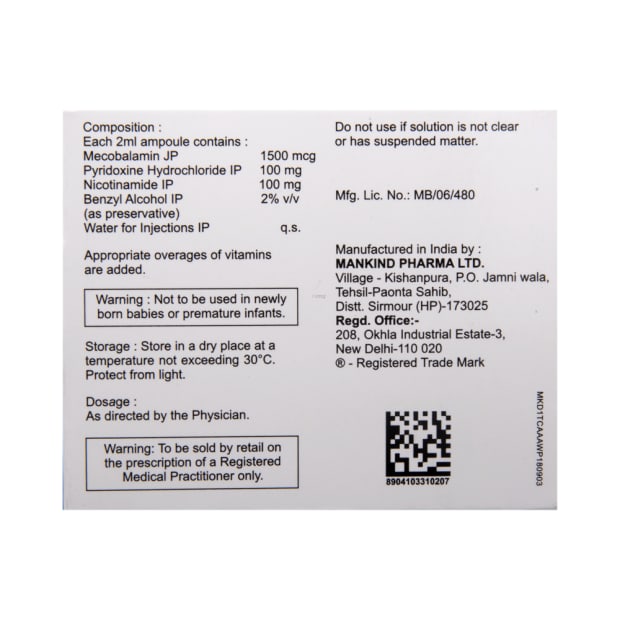 Composition :
Each 2ml ampoule contains :
Mecobalamin JP 1500 mcg
Pyridoxine Hydrochloride IP 100 mg
Nicotinamide IP 100 mg
Benzyl Alcohol IP 2% v/v
(as preservative)
Water for Injections IP q.s.
Appropriate overages of vitamins
are added.
Warning : Not to be used in newly
born babies or premature infants.
Storage : Store in a dry place at a
temperature not exceeding 30°C.
Protect from light.
Dosage :
As directed by the Physician.
Warning: To be sold by retail on
the prescription of a Registered
Medical Practitioner only.
Do not use if solution is not clear
or has suspended matter.
Mfg. Lic. No.: MB/06/480
Manufactured in India by :
MANKIND PHARMA LTD.
Village - Kishanpura, P.O. Jamni wala,
Tehsil-Paonta Sahib,
Distt. Sirmour (HP)-173025
Regd. Office:-
208, Okhla Industrial Estate-3,
New Delhi-110 020
® - Registered Trade Mark
8904103310207
MKD1TCAAAWP180903